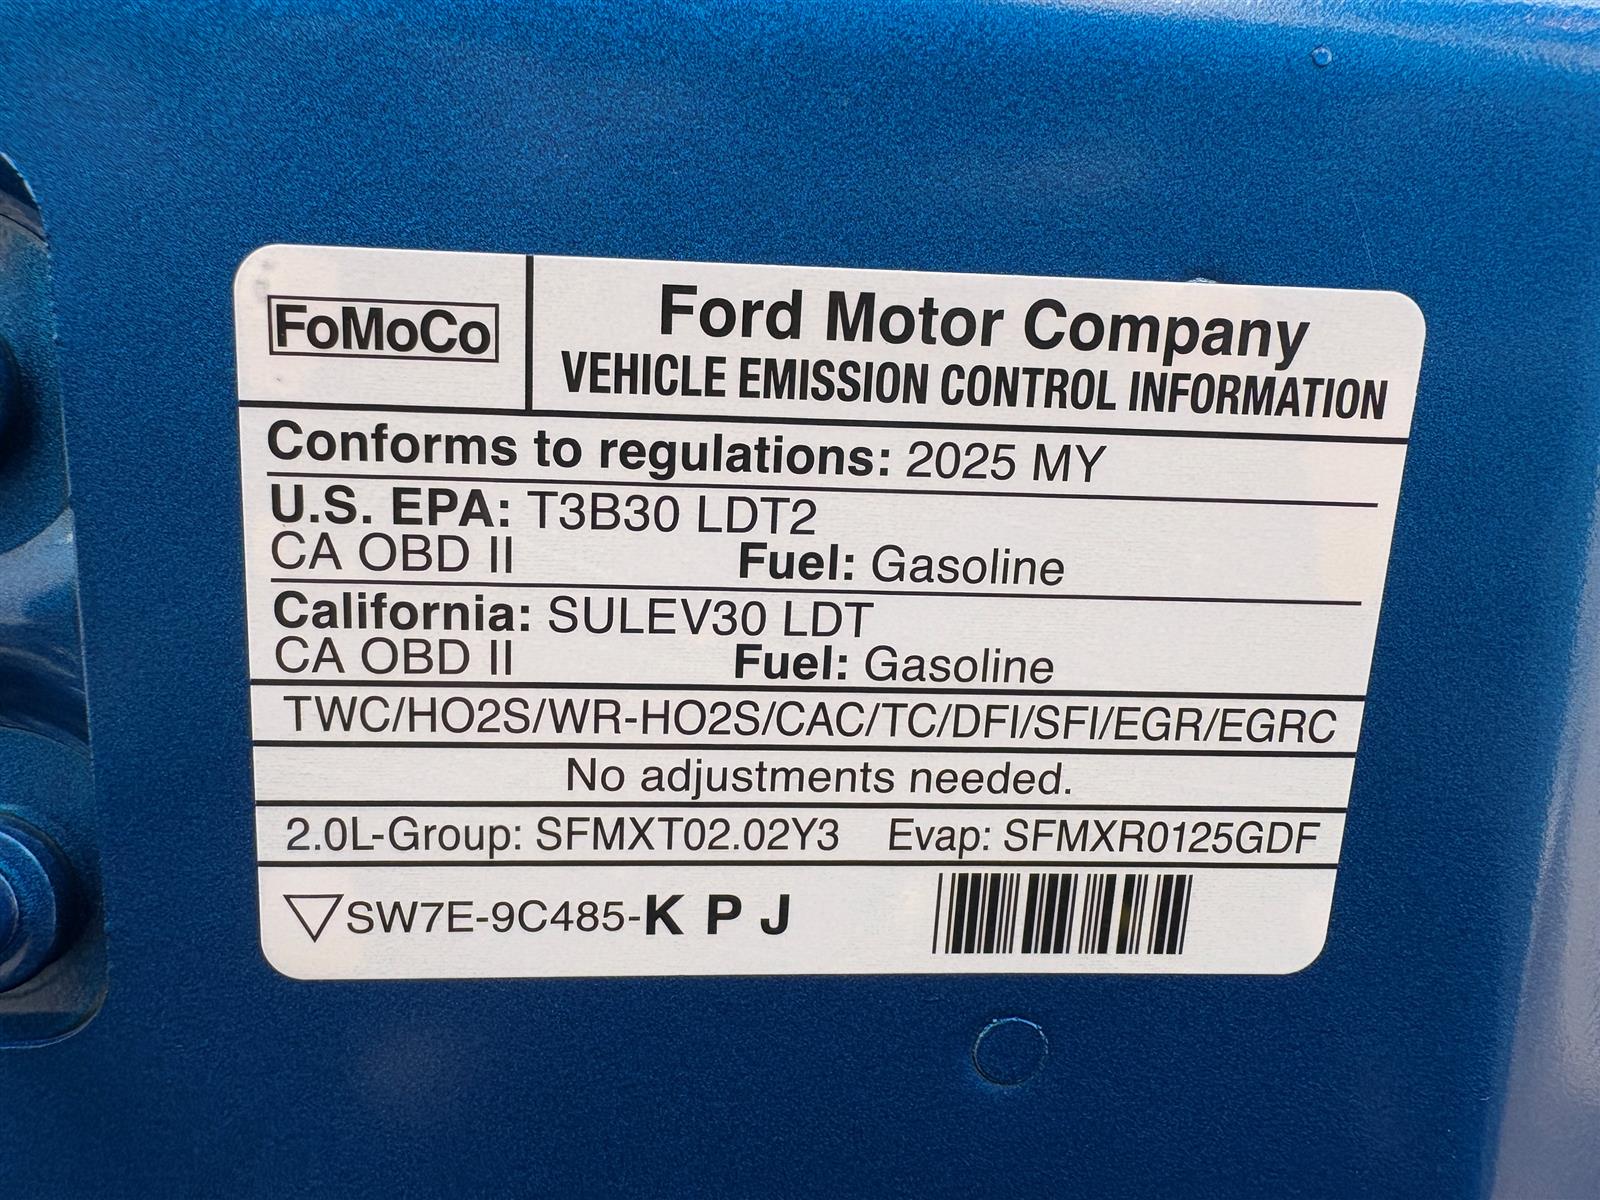 FoMoCo
Ford Motor Company
VEHICLE EMISSION CONTROL INFORMATION
Conforms to regulations: 2025 MY
U.S. EPA: T3B30 LDT2
CA OBD II Fuel: Gasoline
California: SULEV30 LDT
CA OBD II Fuel: Gasoline
TWC/HO2S/WR-HO2S/CAC/TC/DFI/SFI/EGR/EGRC
No adjustments needed.
2.0L-Group: SFMXT02.02Y3 Evap: SFMXR0125GDF
SW7E-9C485-K P J